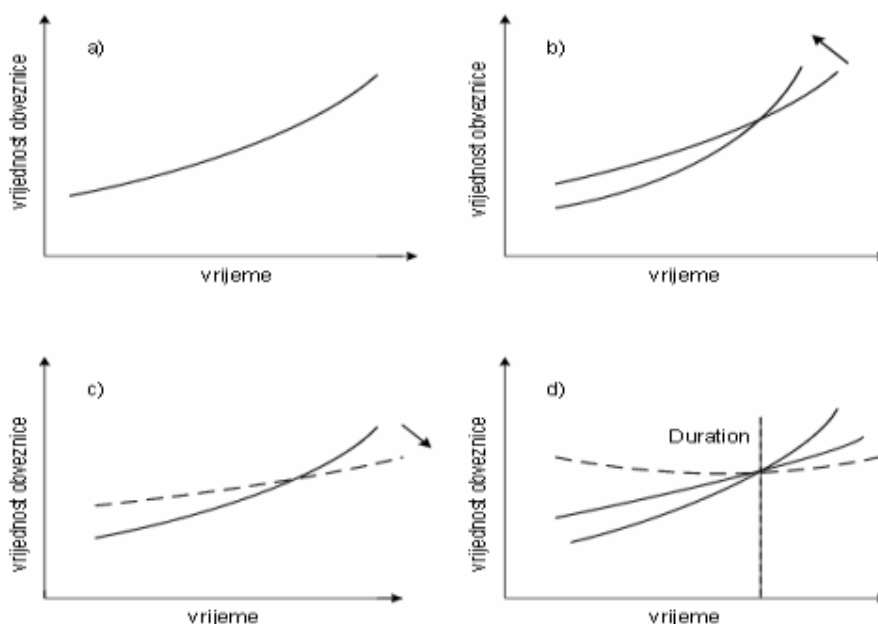 a)
vrijednost obveznice
vrijeme
b)
vrijednost obveznice
vrijeme
c)
vrijednost obveznice
vrijeme
d)
Duration
vrijednost obveznice
vrijeme